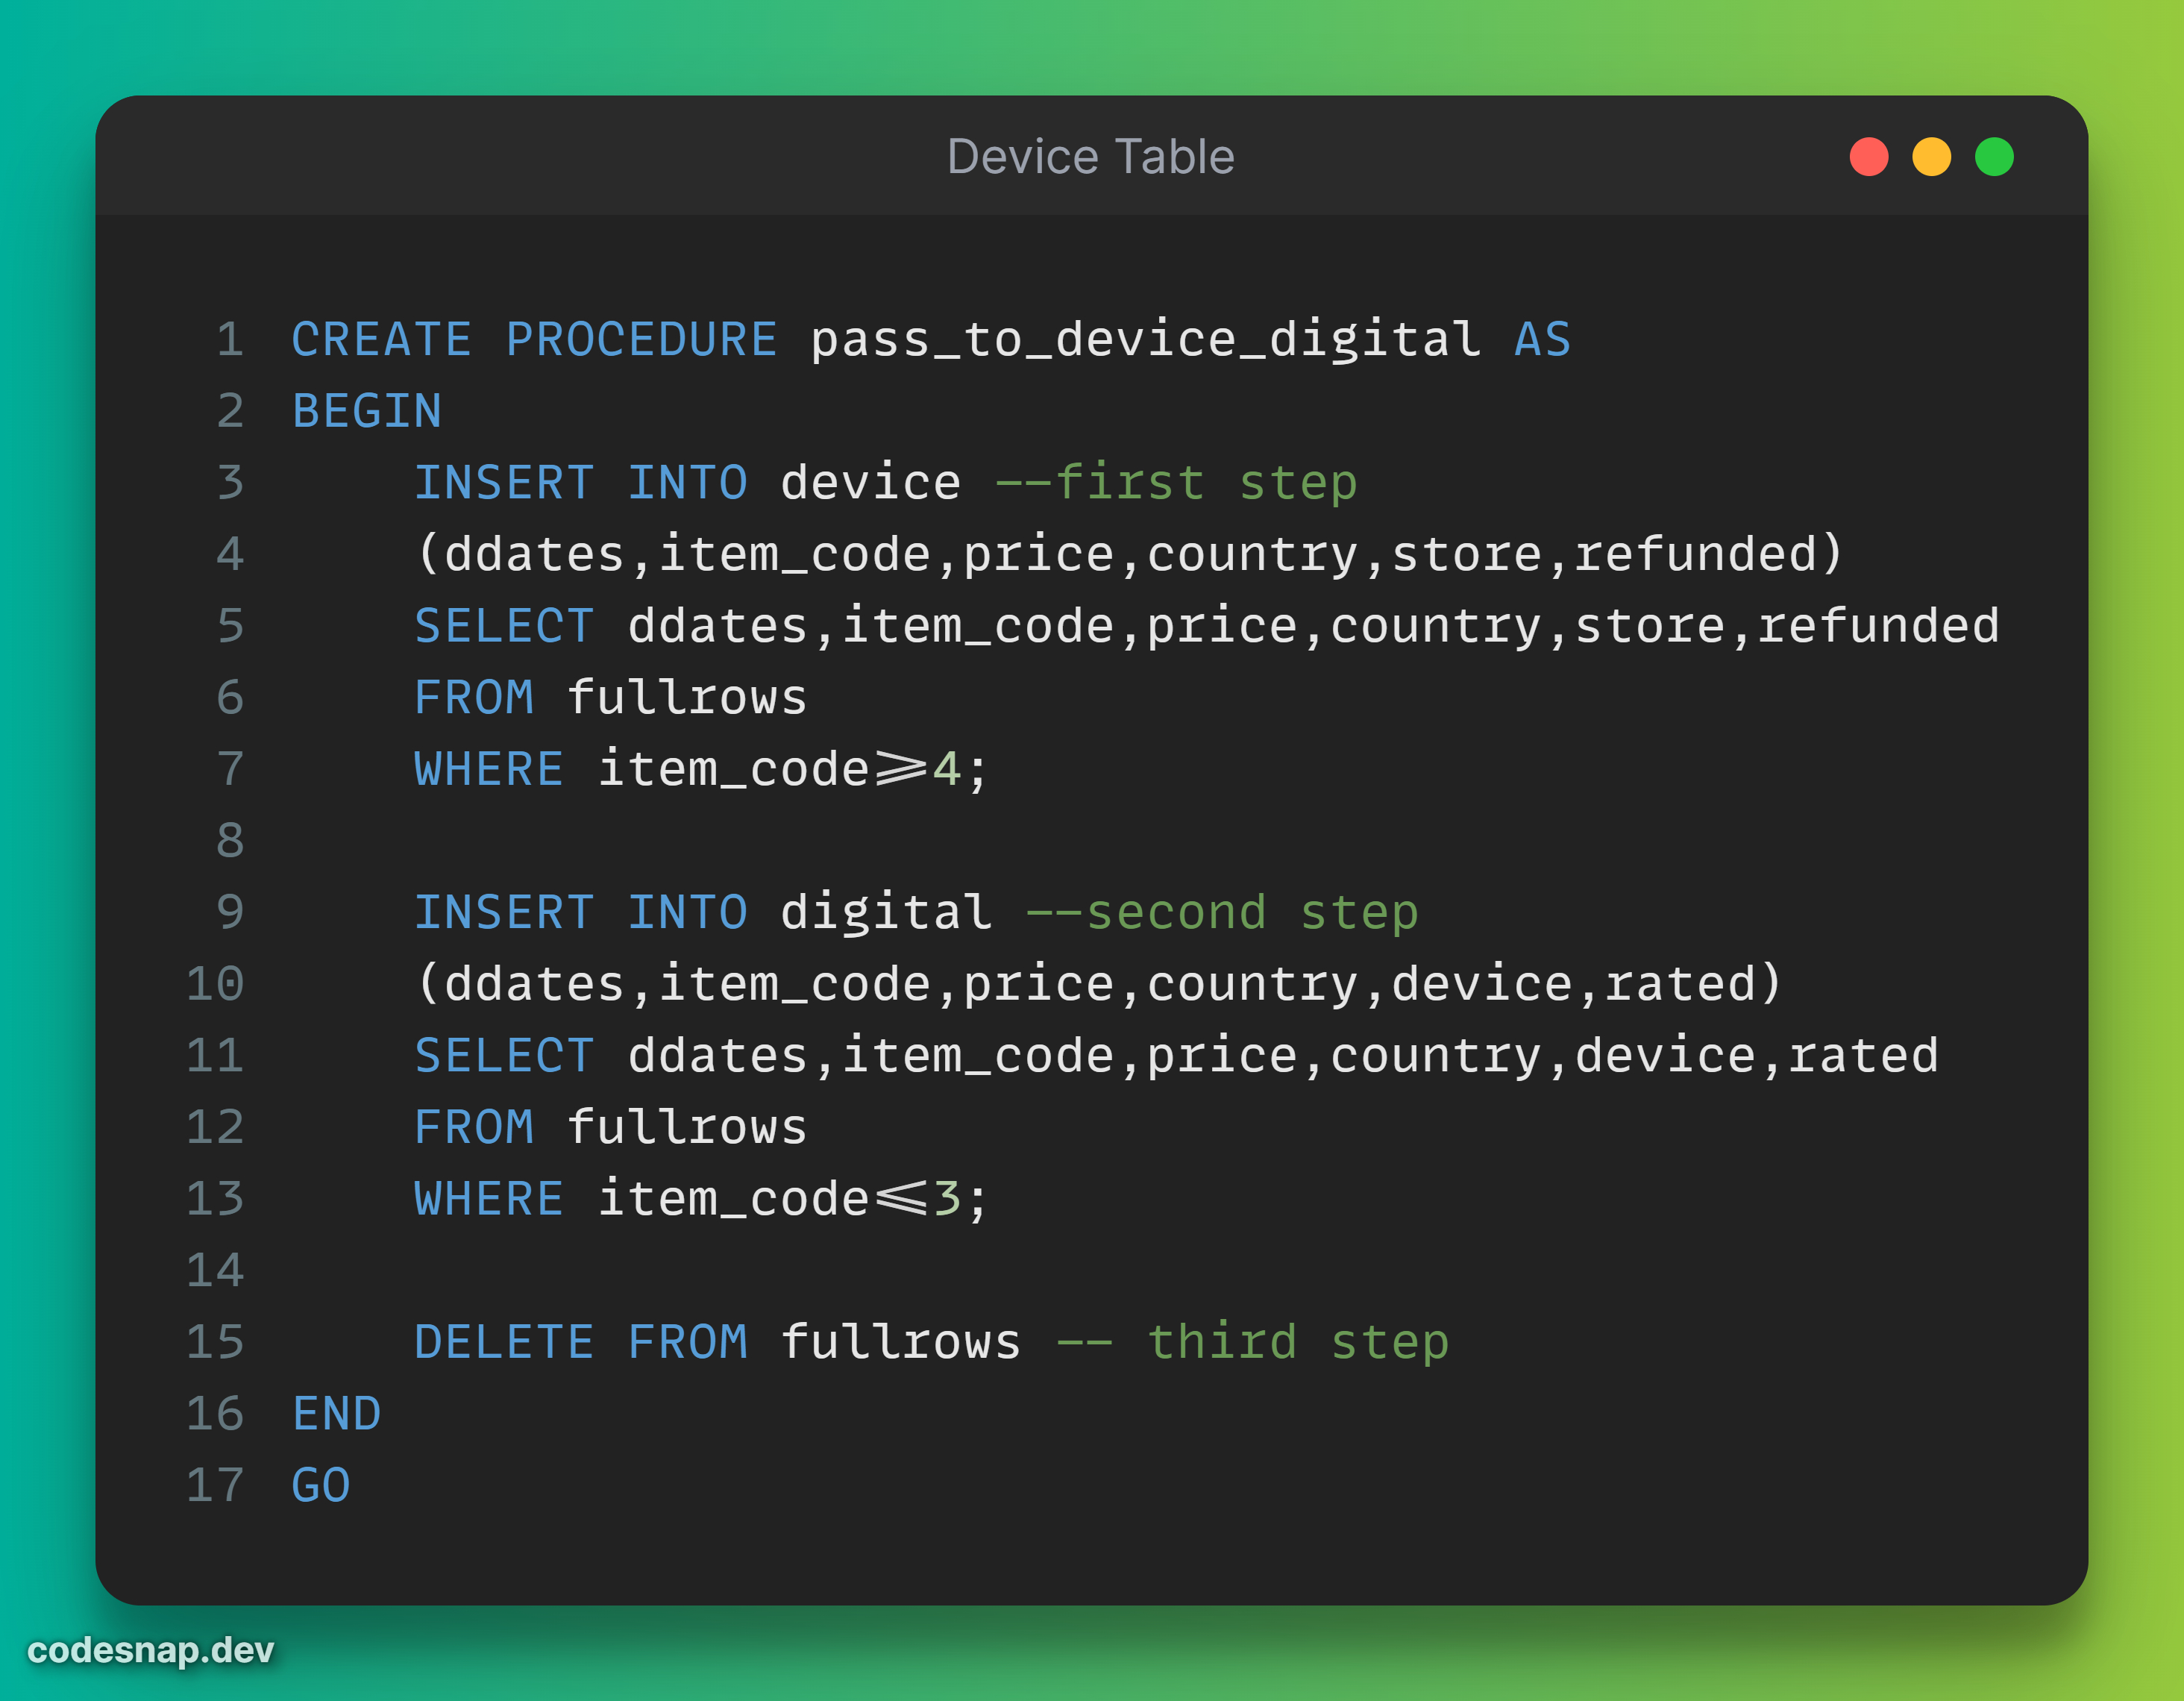 Device Table
1 CREATE PROCEDURE pass_to_device_digital AS
2 BEGIN
3     INSERT INTO device --first step
4     (ddates,item_code,price,country,store,refunded)
5     SELECT ddates,item_code,price,country,store,refunded
6     FROM fullrows
7     WHERE item_code>=4;
8
9     INSERT INTO digital --second step
10     (ddates,item_code,price,country,device,rated)
11     SELECT ddates,item_code,price,country,device,rated
12     FROM fullrows
13     WHERE item_code<=3;
14
15     DELETE FROM fullrows -- third step
16 END
17 GO
codesnap.dev